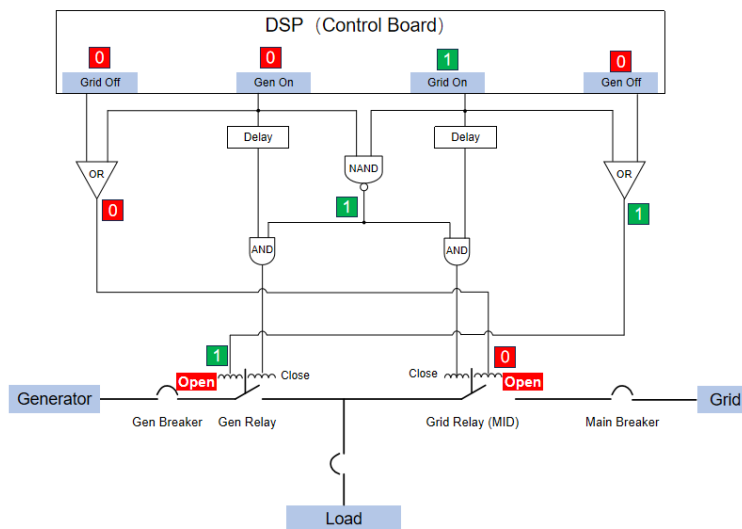 DSP（Control Board）
0
0
1
0
Grid Off
Gen On
Grid On
Gen Off
Delay
Delay
NAND
OR
OR
0
1
1
AND
AND
1
0
Open
Close
Close
Open
Generator
Grid
Gen Breaker
Gen Relay
Grid Relay (MID)
Main Breaker
Load